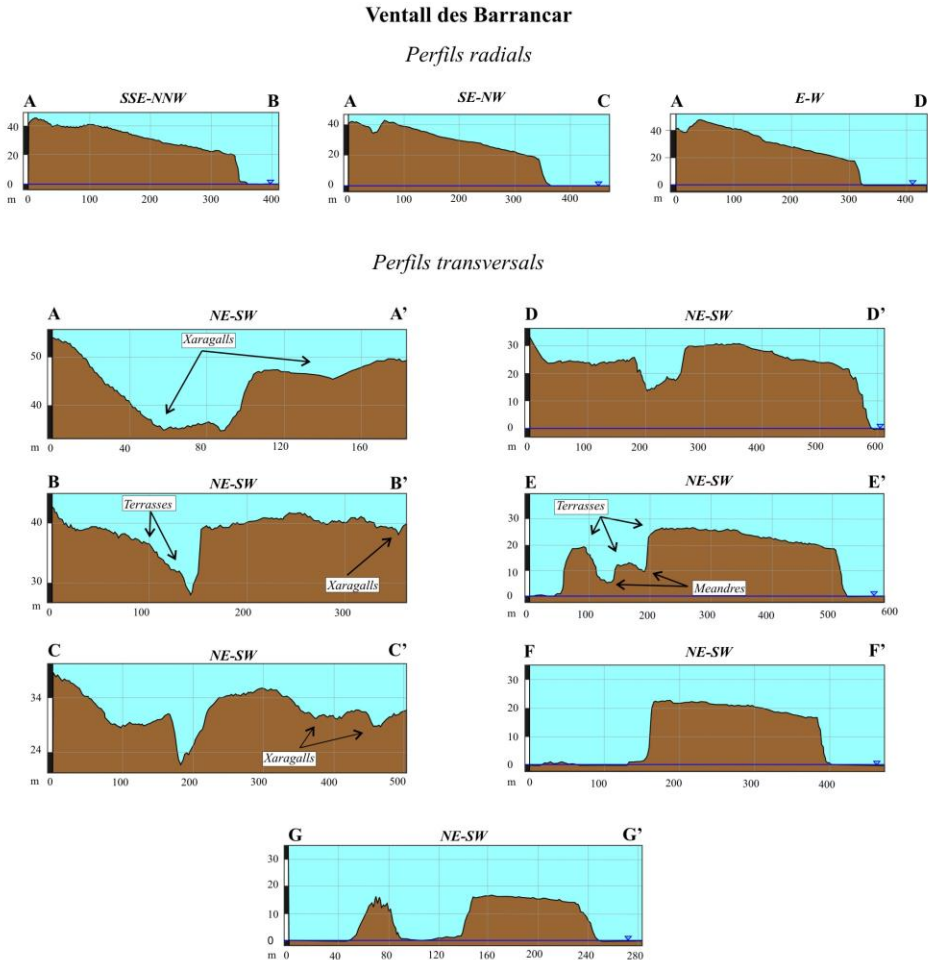 Ventall des Barrancar
Perfils radials
A SSE-NNW B
40
20
0
m 0 100 200 300 400
A SE-NW C
40
20
0
m 0 100 200 300 400
A E-W D
40
20
0
m 0 100 200 300 400
Perfils transversals
A NE-SW A’
Xaragalls
50
40
m 0 40 80 120 160
D NE-SW D’
30
20
10
0
m 0 100 200 300 400 500 600
B NE-SW B’
Terrasses
40
Xaragalls
30
m 0 100 200 300
E NE-SW E’
30
Terrasses
20
10
Meandres
0
m 0 100 200 300 400 500 600
C NE-SW C’
34
24
Xaragalls
m 0 100 200 300 400 500
F NE-SW F’
30
20
10
0
m 0 100 200 300 400
G NE-SW G’
30
20
10
0
m 0 40 80 120 160 200 240 280